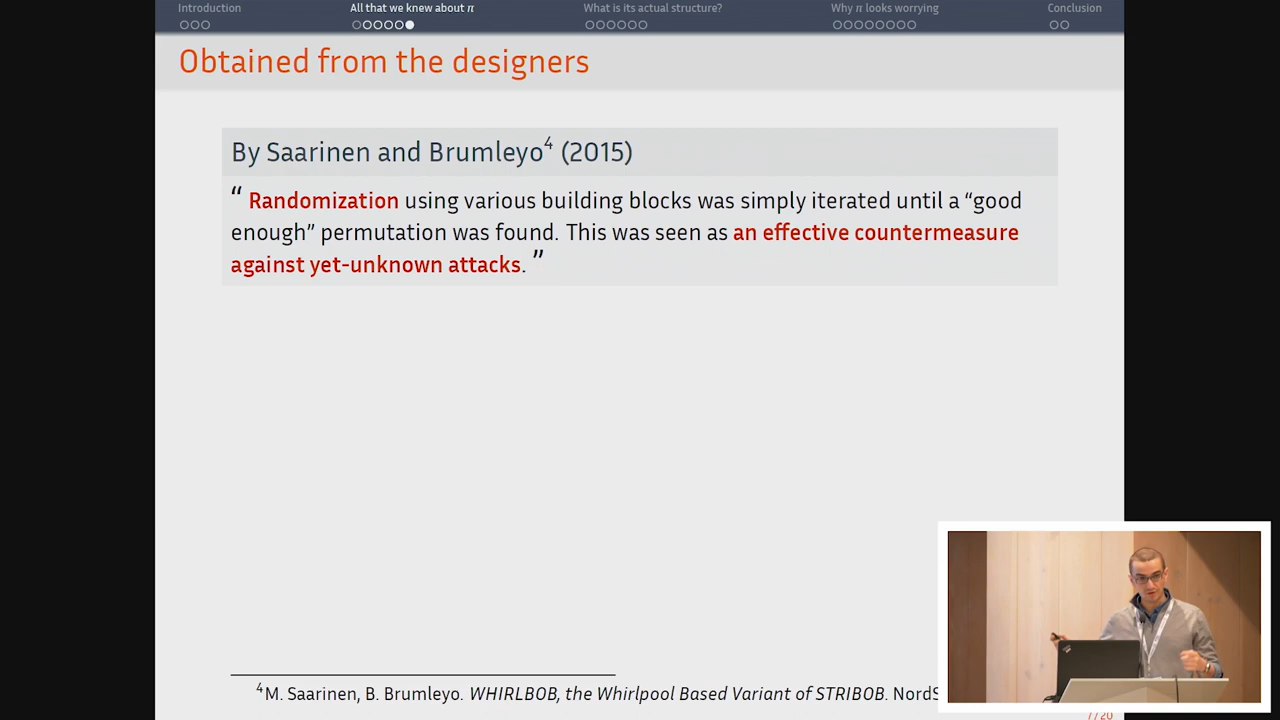 Introduction
All that we knew about π
What is its actual structure?
Why π looks worrying
Conclusion
Obtained from the designers
By Saarinen and Brumleyo⁴ (2015)
“ Randomization using various building blocks was simply iterated until a “good
enough” permutation was found. This was seen as an effective countermeasure
against yet-unknown attacks. ”
⁴M. Saarinen, B. Brumleyo. WHIRLBOB, the Whirlpool Based Variant of STRIBOB.
7/20